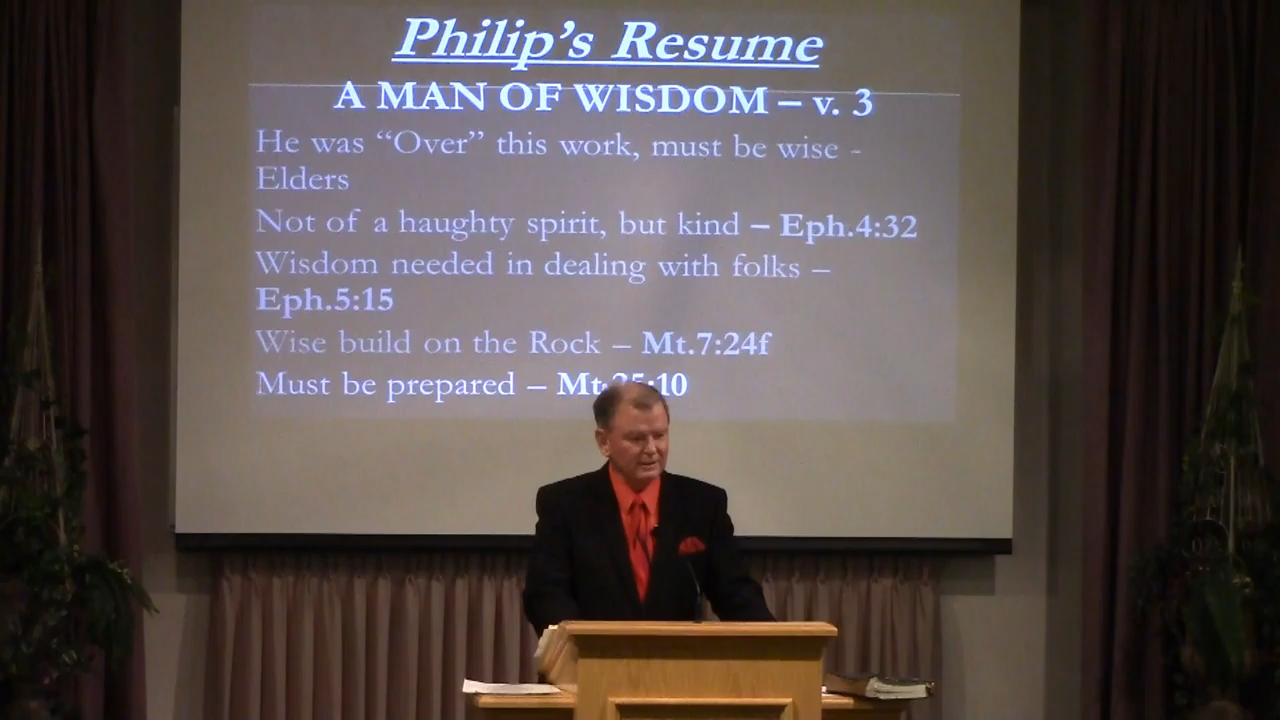 Philip's Resume
A MAN OF WISDOM – v. 3
He was “Over” this work, must be wise -
Elders
Not of a haughty spirit, but kind – Eph.4:32
Wisdom needed in dealing with folks –
Eph.5:15
Wise build on the Rock – Mt.7:24f
Must be prepared – Mt.25:10